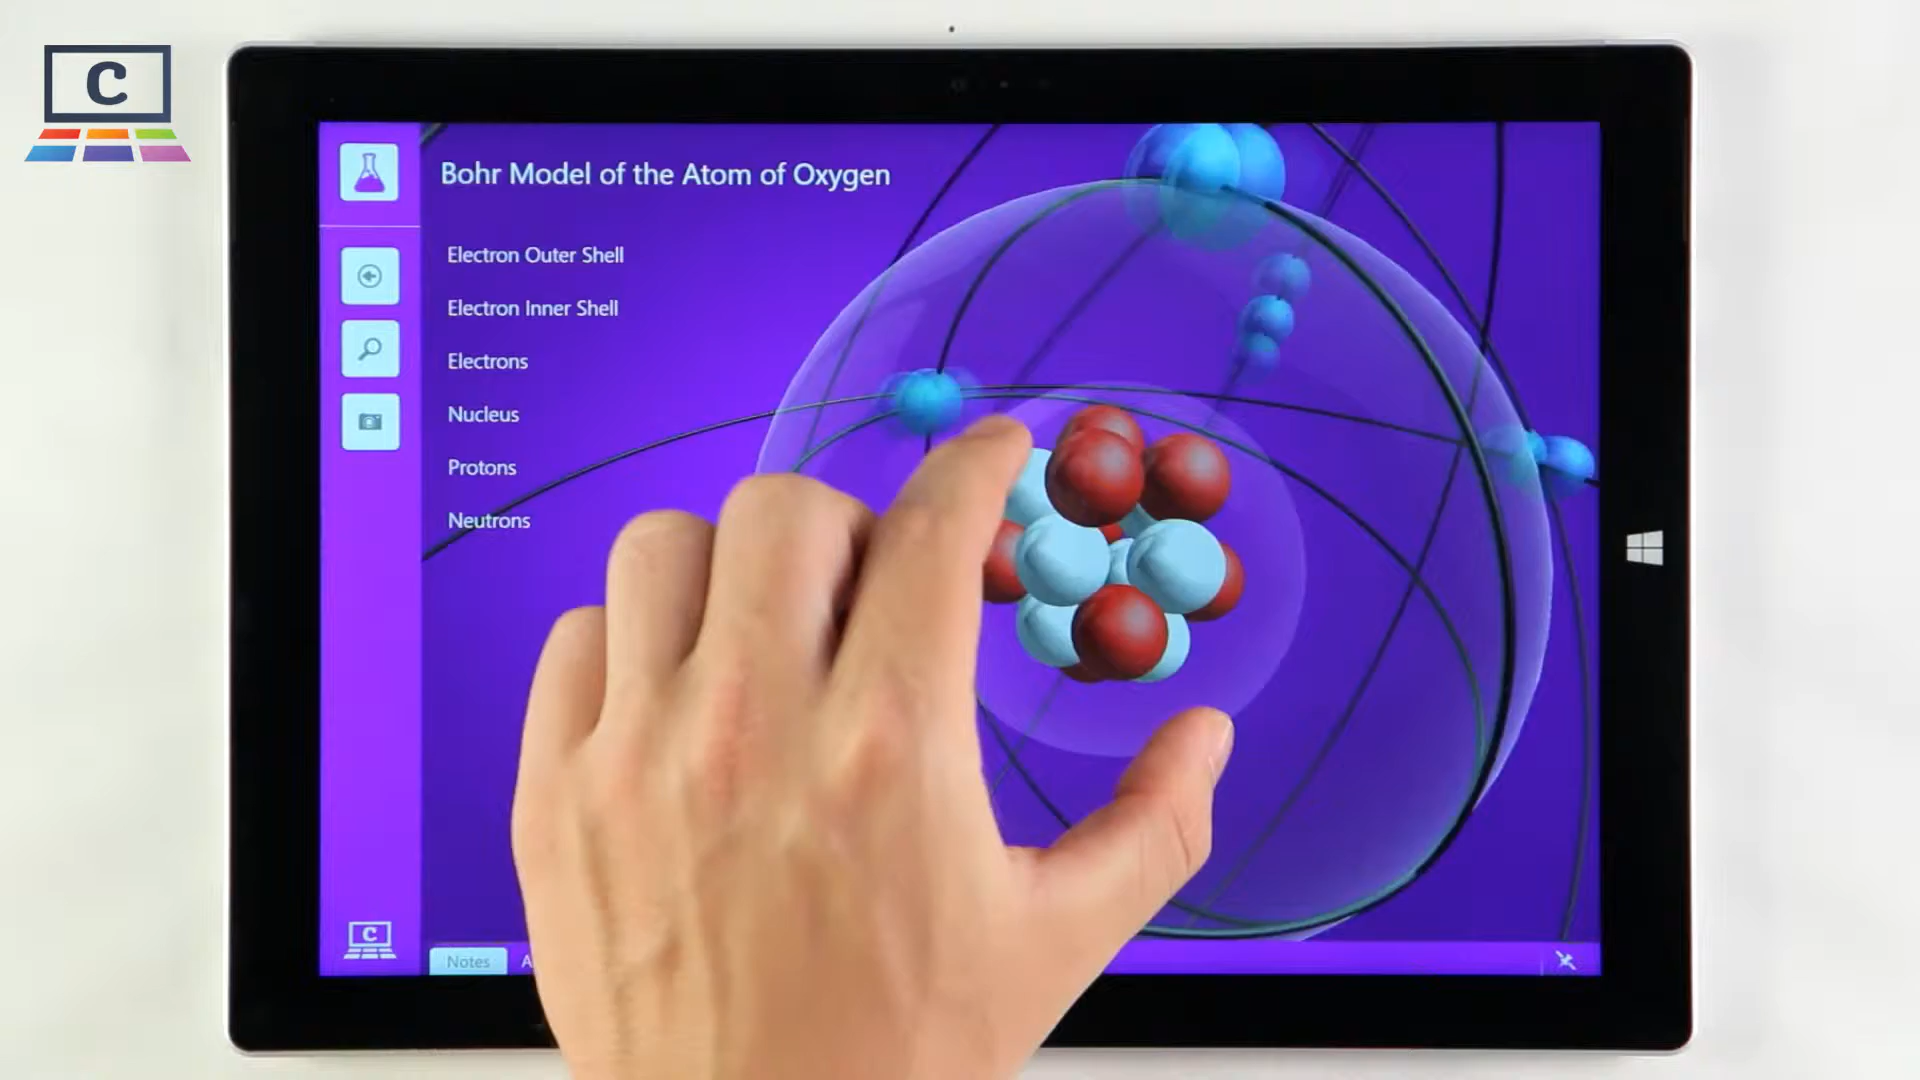 C
Bohr Model of the Atom of Oxygen
Electron Outer Shell
Electron Inner Shell
Electrons
Nucleus
Protons
Neutrons
C
Notes